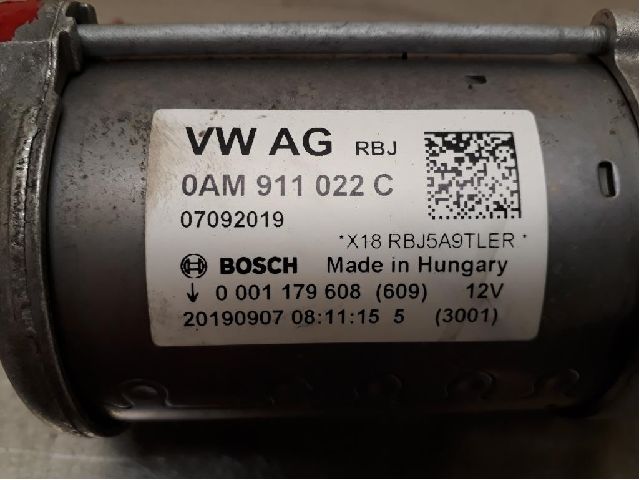 VW AG RBJ
0AM 911 022 C
07092019
*X18 RBJ5A9TLER*
BOSCH Made in Hungary
↓ 0 001 179 608 (609) 12V
20190907 08:11:15 5 (3001)